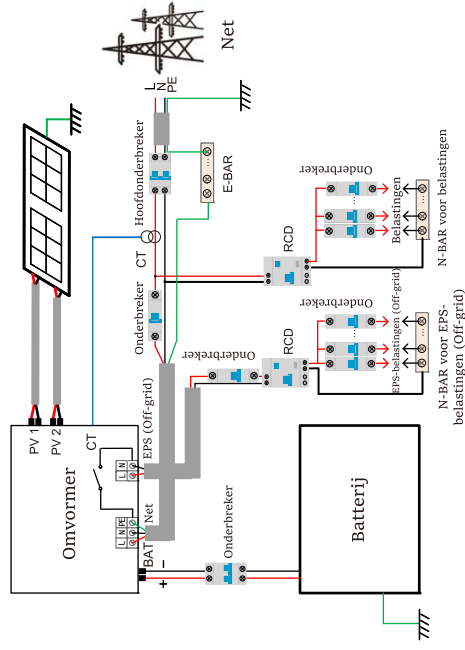 Net
L
N
PE
Hoofdonderbreker
E-BAR
CT
Onderbreker
RCD
Onderbreker
Belastingen
N-BAR voor belastingen
PV 1
PV 2
CT
Omvormer
EPS (Off-grid)
L N
Net
L N PE
BAT
+ −
Onderbreker
RCD
Onderbreker
EPS-belastingen (Off-grid)
N-BAR voor EPS-
belastingen (Off-grid)
Onderbreker
Batterij